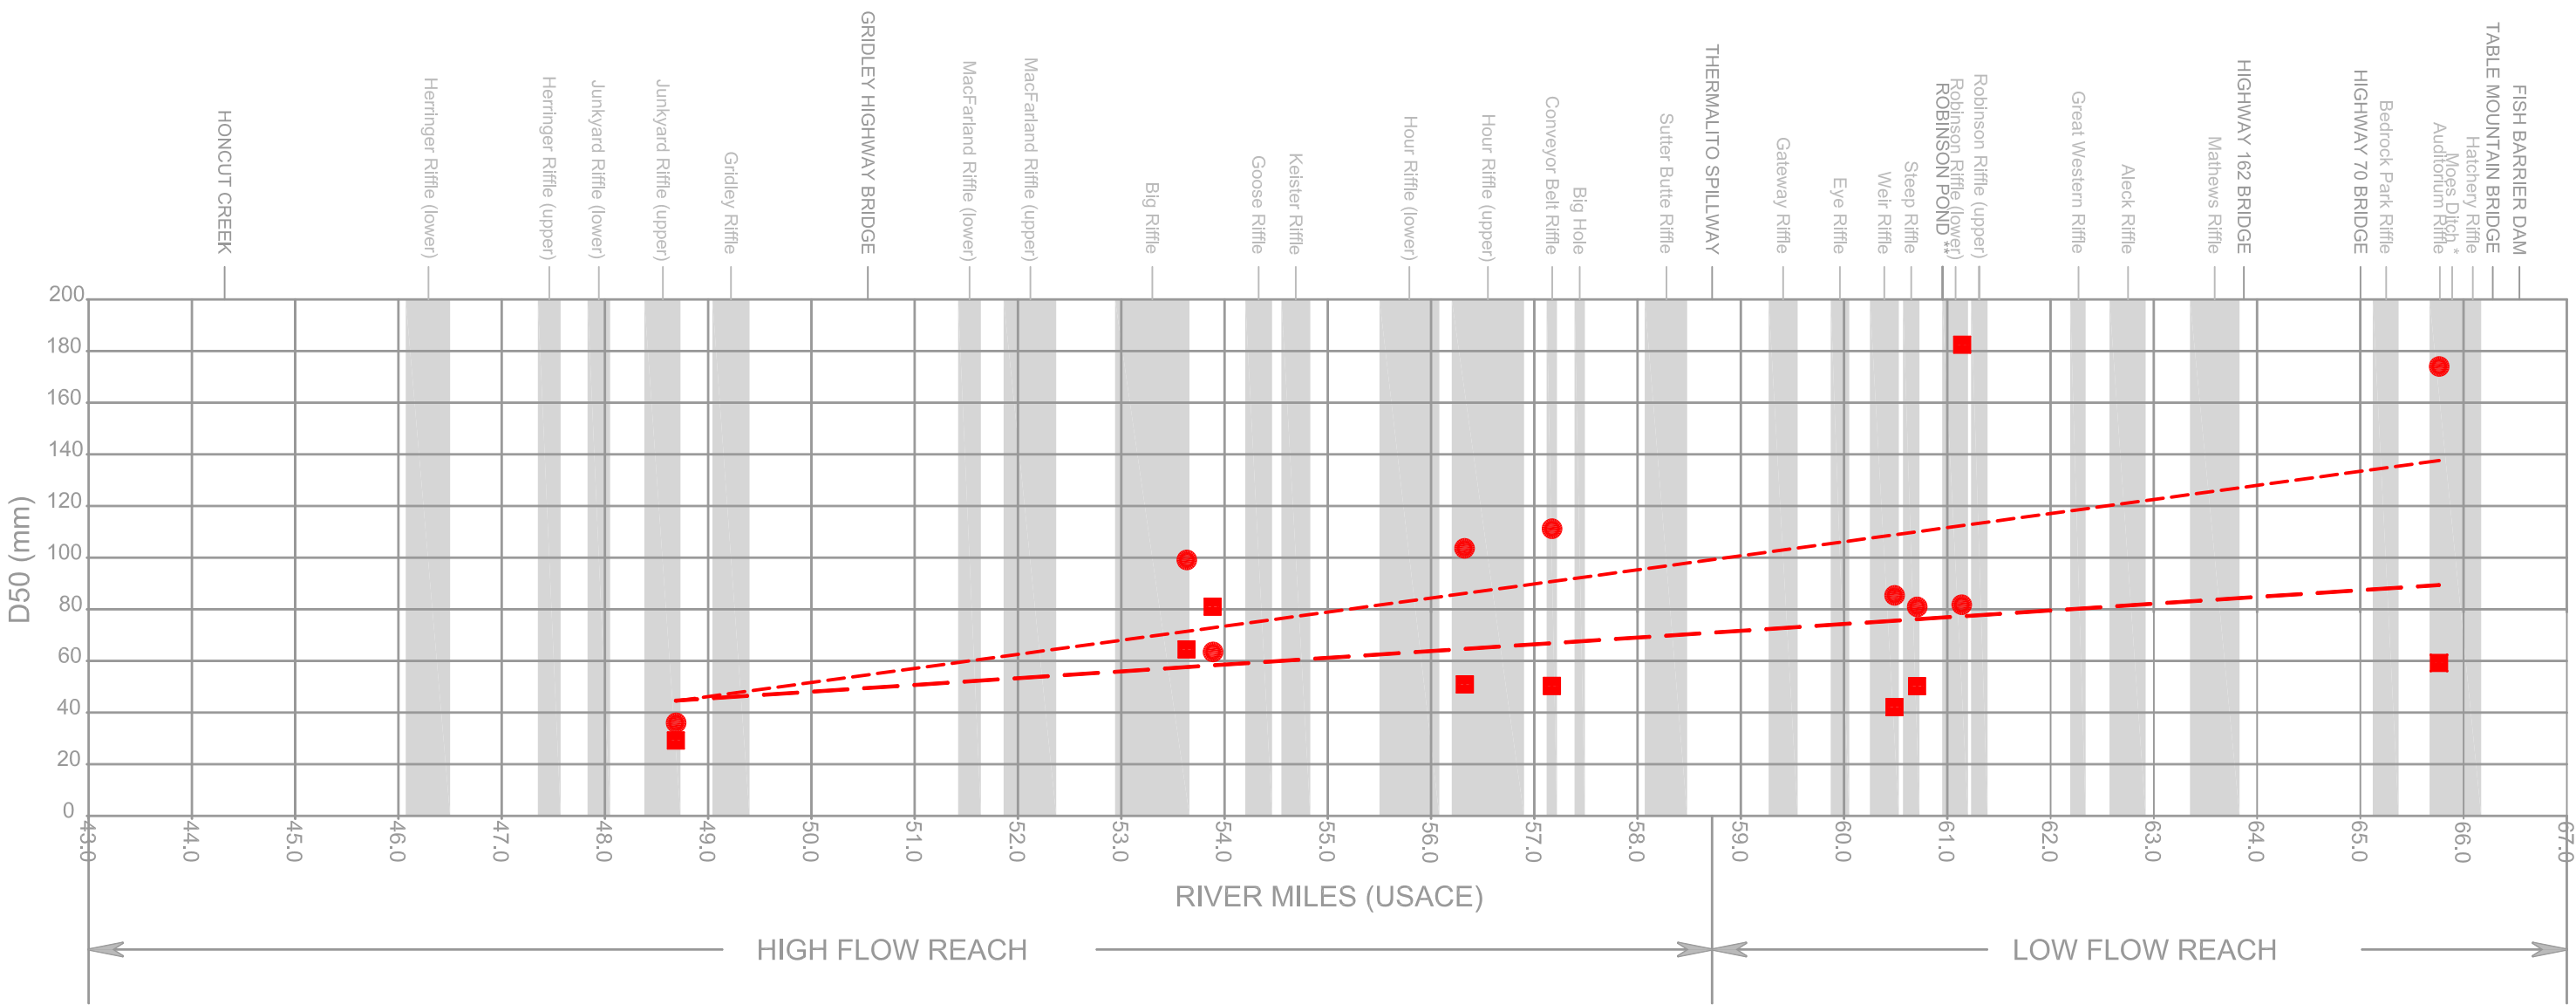 HONCUT CREEK
Herringer Riffle (lower)
Herringer Riffle (upper)
Junkyard Riffle (lower)
Junkyard Riffle (upper)
Gridley Riffle
GRIDLEY HIGHWAY BRIDGE
MacFarland Riffle (lower)
MacFarland Riffle (upper)
Big Riffle
Goose Riffle
Keister Riffle
Hour Riffle (lower)
Hour Riffle (upper)
Conveyor Belt Riffle
Big Hole
Sutter Butte Riffle
THERMALITO SPILLWAY
Gateway Riffle
Eye Riffle
Weir Riffle
Steep Riffle
ROBINSON POND **
Robinson Riffle (lower)
Robinson Riffle (upper)
Great Western Riffle
Aleck Riffle
Mathews Riffle
HIGHWAY 162 BRIDGE
HIGHWAY 70 BRIDGE
Bedrock Park Riffle
Auditorium Riffle
Moes Ditch *
Hatchery Riffle
TABLE MOUNTAIN BRIDGE
FISH BARRIER DAM
200
180
160
140
120
100
80
60
40
20
0
D50 (mm)
43.0
44.0
45.0
46.0
47.0
48.0
49.0
50.0
51.0
52.0
53.0
54.0
55.0
56.0
57.0
58.0
59.0
60.0
61.0
62.0
63.0
64.0
65.0
66.0
67.0
RIVER MILES (USACE)
HIGH FLOW REACH
LOW FLOW REACH